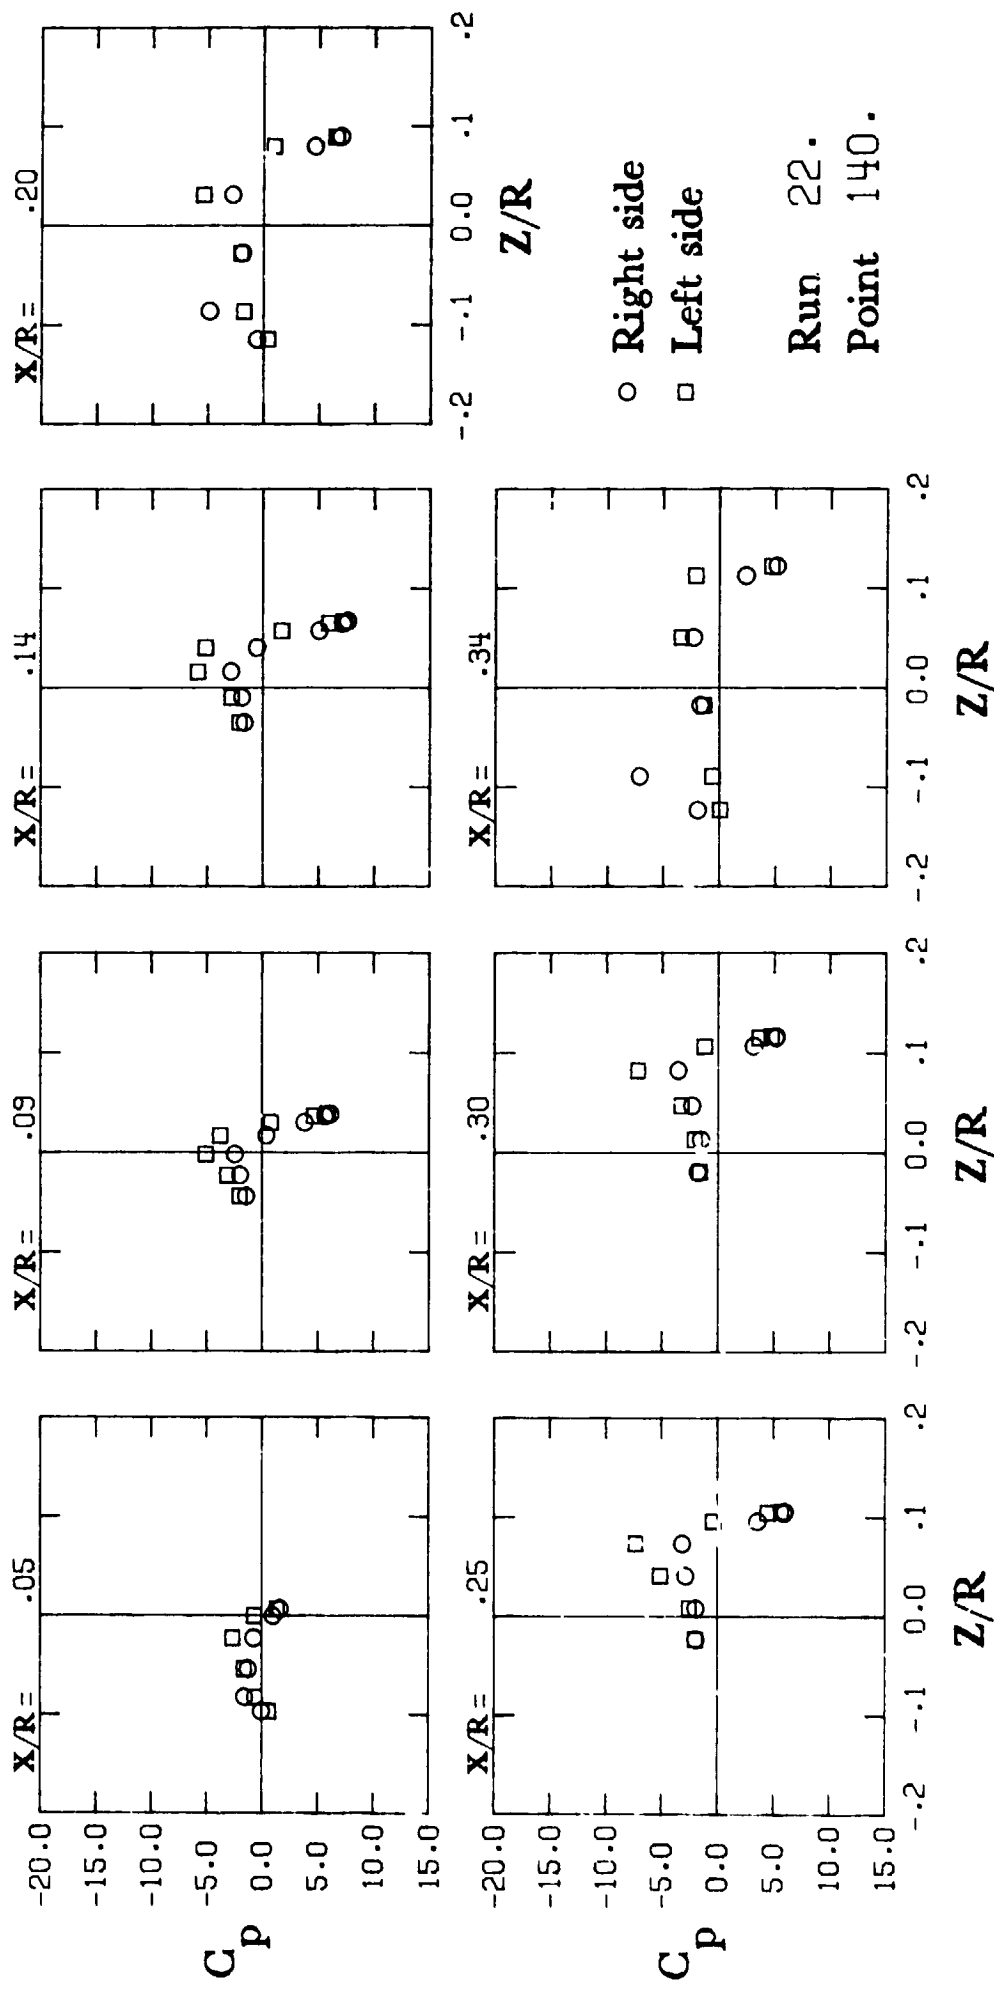 X/R= .05
X/R= .09
X/R= .14
X/R= .20
-20.0
-15.0
-10.0
-5.0
0.0
5.0
10.0
15.0
Cp
-.2 -.1 0.0 .1 .2
Z/R
X/R= .25
X/R= .30
X/R= .34
-20.0
-15.0
-10.0
-5.0
0.0
5.0
10.0
15.0
Cp
-.2 -.1 0.0 .1 .2
Z/R
-.2 -.1 0.0 .1 .2
Z/R
-.2 -.1 0.0 .1 .2
Z/R
Right side
Left side
Run 22.
Point 140.